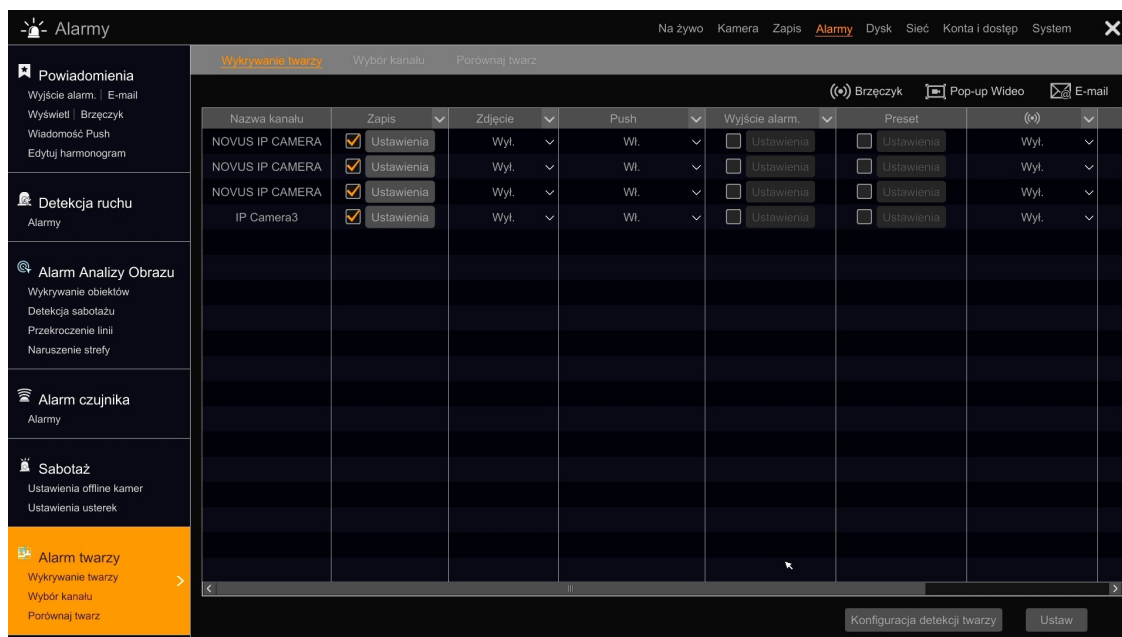 Alarmy
Na żywo Kamera Zapis Alarmy Dysk Sieć Konta i dostęp System
Powiadomienia
Wyjście alarm. | E-mail
Wyświetl | Brzęczyk
Wiadomość Push
Edytuj harmonogram
Detekcja ruchu
Alarmy
Alarm Analizy Obrazu
Wykrywanie obiektów
Detekcja sabotażu
Przekroczenie linii
Naruszenie strefy
Alarm czujnika
Alarmy
Sabotaż
Ustawienia offline kamer
Ustawienia usterek
Alarm twarzy
Wykrywanie twarzy
Wybór kanału
Porównaj twarz
Wykrywanie twarzy Wybór kanału Porównaj twarz
Brzęczyk Pop-up Wideo E-mail
Nazwa kanału Zapis Zdjęcie Push Wyjście alarm. Preset
NOVUS IP CAMERA Ustawienia Wył. Wł. Ustawienia Ustawienia Wył.
NOVUS IP CAMERA Ustawienia Wył. Wł. Ustawienia Ustawienia Wył.
NOVUS IP CAMERA Ustawienia Wył. Wł. Ustawienia Ustawienia Wył.
IP Camera3 Ustawienia Wył. Wł. Ustawienia Ustawienia Wył.
Konfiguracja detekcji twarzy Ustaw